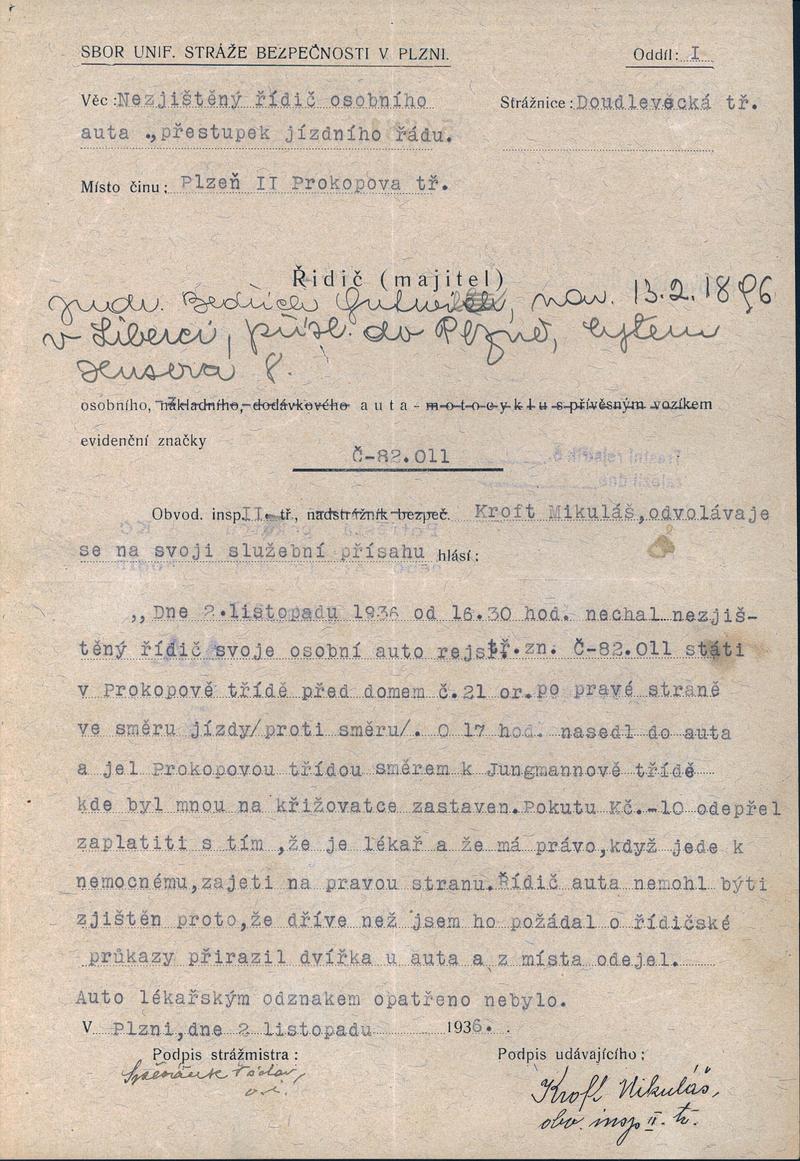 SBOR UNIF. STRÁŽE BEZPEČNOSTI V PLZNI. Oddíl: I
Věc: Nezjištěný řídič osobního Strážnice: Doudlevecká tř.
auta „přestupek jízdního řádu.
Místo činu: Plzeň II Prokopova tř.
Řidič (majitel)
Judr. Bedřich, nar. 13.2.1896
v Liberci, přísl. do Plzně, bytem
Husova 8.
osobního, nákladního, dodávkového auta - motocyklu s přívěsným vozíkem
evidenční značky
Č-82.011
Obvod. insp. II. tř., nadstrážník bezpeč. Kroft Mikuláš, odvolávaje
se na svoji služební přísahu hlásí:
„Dne 2.listopadu 1936 od 16.30 hod. nechal nezjiš-
těný řídič svoje osobní auto rejstř. zn. Č-82.011 státi
v Prokopově třídě před domem č.21 or. po pravé straně
ve směru jízdy/proti směru/. O 17 hod. nasedl do auta
a jel Prokopovou třídou směrem k Jungmannově třídě
kde byl mnou na křižovatce zastaven.Pokutu Kč.-10 odepřel
zaplatiti s tím ,že je lékař a že má právo,když jede k
nemocnému,zajeti na pravou stranu.Řídič auta nemohl býti
zjištěn proto,že dříve než jsem ho požádal o řídičské
průkazy přirazil dvířka u auta a z místa odejel.
Auto lékařským odznakem opatřeno nebylo.
V Plzni,dne 2 listopadu 1936.
Podpis strážmistra: Podpis udávajícího:
Kroft Mikuláš,
obv. insp II. tř.